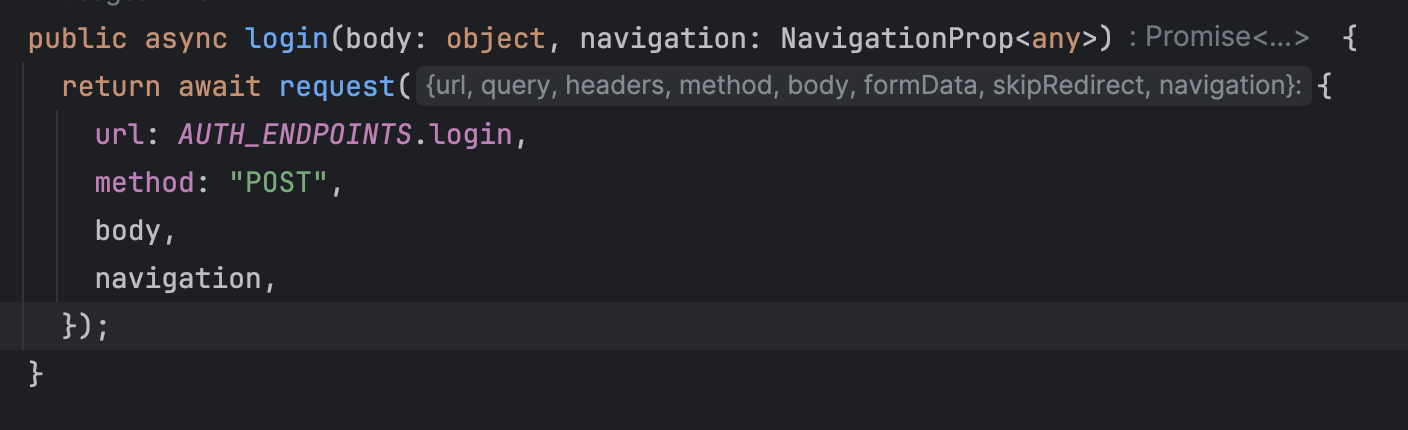 public async login(body: object, navigation: NavigationProp<any>) : Promise<...> {
return await request( {url, query, headers, method, body, formData, skipRedirect, navigation}: {
url: AUTH_ENDPOINTS.login,
method: "POST",
body,
navigation,
});
}